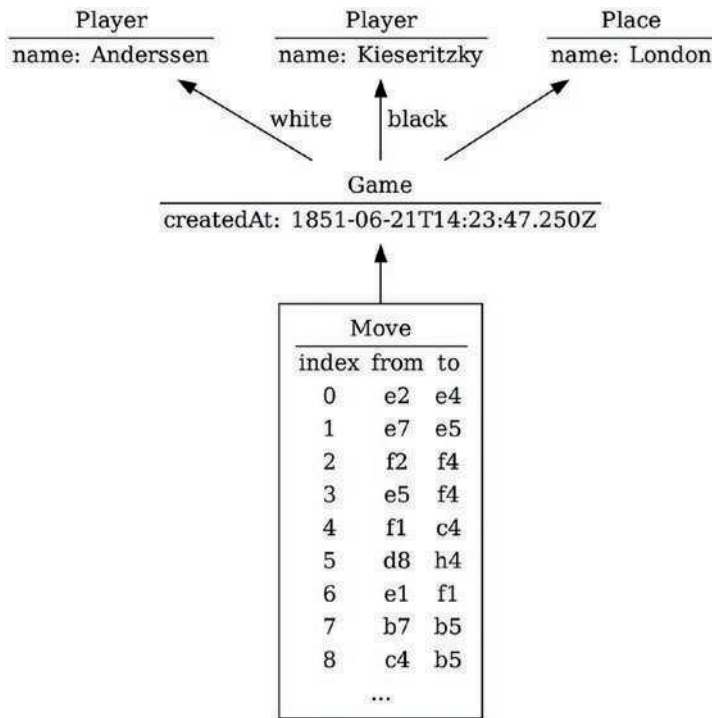 Player Player Place
name: Anderssen name: Kieseritzky name: London
white black
Game
createdAt: 1851-06-21T14:23:47.250Z
Move
index from to
0 e2 e4
1 e7 e5
2 f2 f4
3 e5 f4
4 f1 c4
5 d8 h4
6 e1 f1
7 b7 b5
8 c4 b5
...